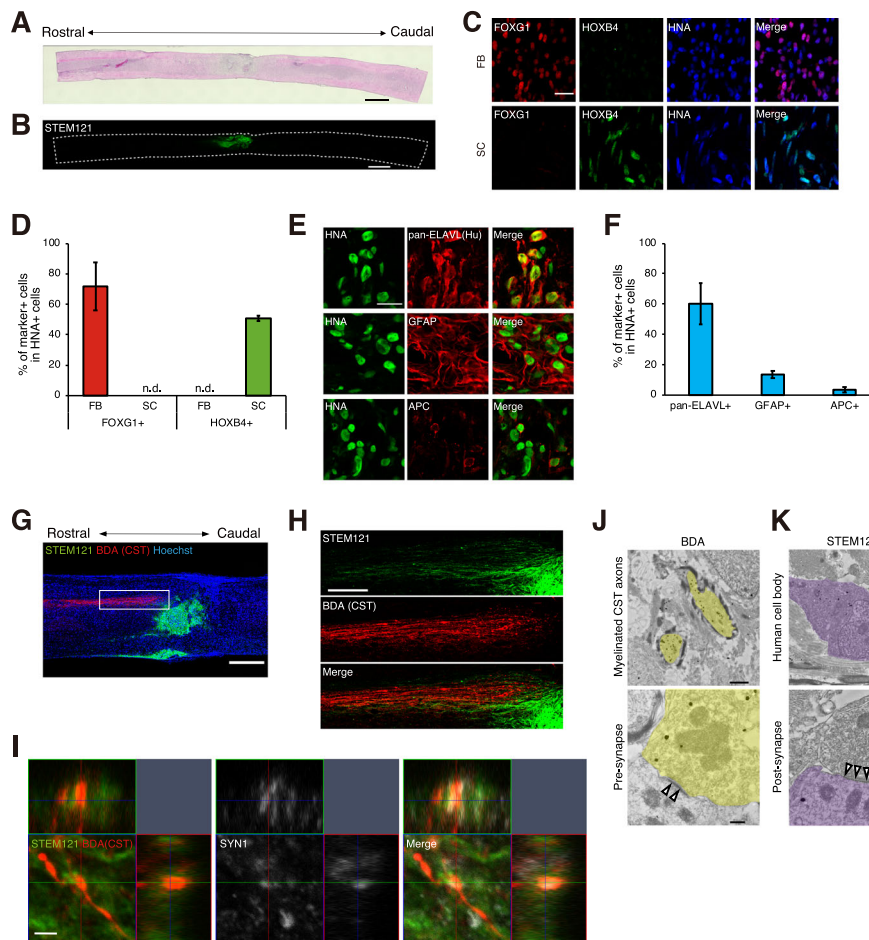 A
Rostral
Caudal
B
STEM121
C
FOXG1
HOXB4
HNA
Merge
FB
FOXG1
HOXB4
HNA
Merge
SC
D
% of marker+ cells
in HNA+ cells
100
80
60
40
20
0
n.d.
n.d.
FB
SC
FB
SC
FOXG1+
HOXB4+
E
HNA
pan-ELAVL(Hu)
Merge
HNA
GFAP
Merge
HNA
APC
Merge
F
% of marker+ cells
in HNA+ cells
100
80
60
40
20
0
pan-ELAVL+
GFAP+
APC+
G
Rostral
Caudal
STEM121 BDA (CST) Hoechst
H
STEM121
BDA (CST)
Merge
I
STEM121 BDA(CST)
SYN1
Merge
J
BDA
Myelinated CST axons
Pre-synapse
K
STEM12
Human cell body
Post-synapse